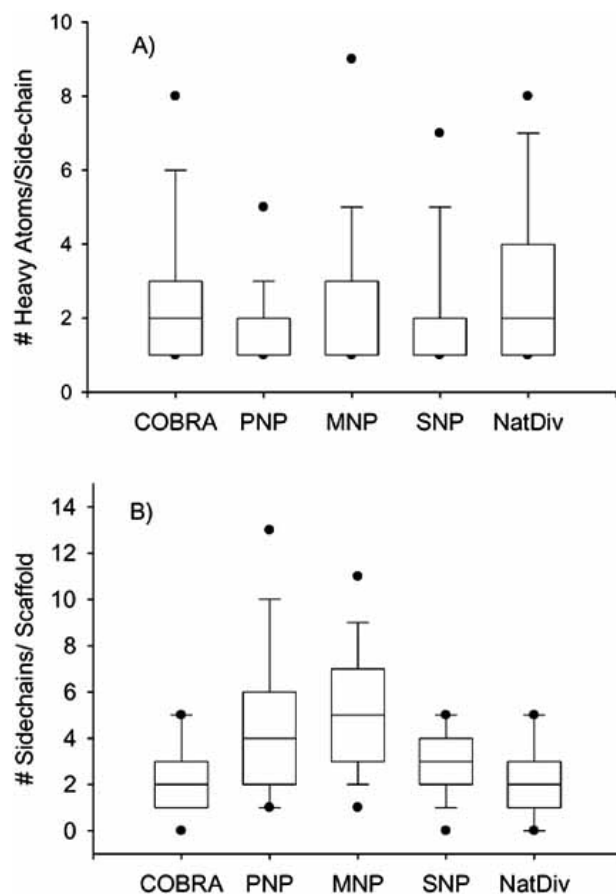 A)
# Heavy Atoms/Side-chain
10
8
6
4
2
0
COBRA PNP MNP SNP NatDiv
B)
# Sidechains/ Scaffold
14
12
10
8
6
4
2
0
COBRA PNP MNP SNP NatDiv